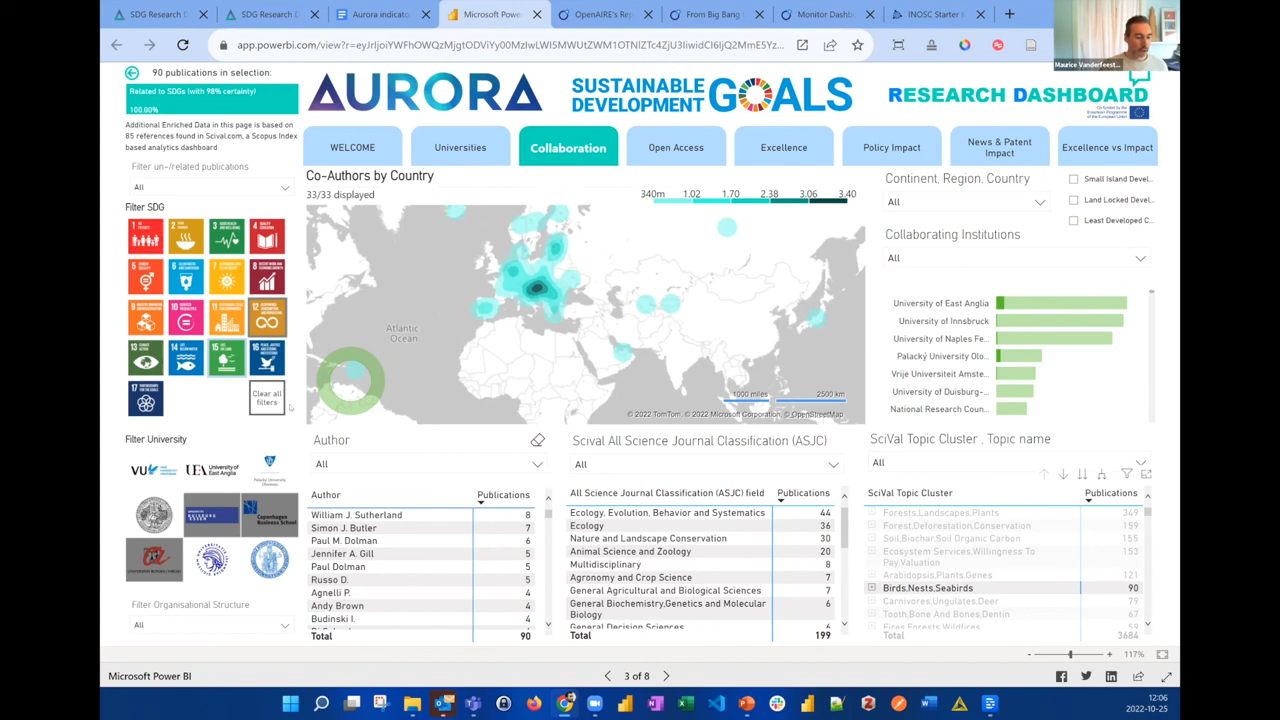 SDG Research D
SDG Research D
Aurora indicato
Microsoft Powe
OpenAIRE's Re
From Big Bang
Monitor Dashb
INOSC Starter K
Maurice Vanderfeest...
90 publications in selection:
Related to SDGs (with 98% certainty)
100.00%
Additional Enriched Data in this page is based on
85 references found in Scival.com, a Scopus Index
based analytics dashboard
AURORA
SUSTAINABLE
DEVELOPMENT
GOALS
RESEARCH DASHBOARD
WELCOME
Universities
Collaboration
Open Access
Excellence
Policy Impact
News & Patent
Impact
Excellence vs Impact
Filter un-/related publications
All
Filter SDG
Clear all
filters
Co-Authors by Country
33/33 displayed
340m
1.02
1.70
2.38
3.06
3.40
Atlantic
Ocean
1000 miles
2500 km
© 2022 TomTom, © 2022 Microsoft Corporation, © OpenStreetMap
Continent, Region, Country
All
Small Island Devel...
Land Locked Devel...
Least Developed C...
Collaborating Institutions
All
University of East Anglia
University of Innsbruck
University of Naples Fe...
Palacký University Olo...
Vrije Universiteit Amste...
University of Duisburg-...
National Research Coun...
Filter University
VU
UEA University of
East Anglia
Filter Organisational Structure
All
Author
All
Author Publications
William J. Sutherland 8
Simon J. Butler 7
Paul M. Dolman 6
Jennifer A. Gill 5
Paul Dolman 5
Russo D. 5
Agnelli P. 4
Andy Brown 4
Budinski I. 4
Total 90
Scival All Science Journal Classification (ASJC)
All
All Science Journal Classification (ASJC) field Publications
Ecology, Evolution, Behavior and Systematics 44
Ecology 36
Nature and Landscape Conservation 30
Animal Science and Zoology 20
Multidisciplinary 8
Agronomy and Crop Science 7
General Agricultural and Biological Sciences 7
General Biochemistry,Genetics and Molecular
Biology 6
General Decision Sciences 6
Total 199
SciVal Topic Cluster , Topic name
All
SciVal Topic Cluster Publications
Forests,Landscapes,Plants 349
Forest,Deforestation,Conservation 159
Soil,Biochar,Soil Organic Carbon 155
Ecosystem Services,Willingness To
Pay,Valuation 153
Arabidopsis,Plants,Genes 121
Birds,Nests,Seabirds 90
Carnivores,Ungulates,Deer 79
Tooth,Bone And Bones,Dentin 67
Fires,Forests,Wildfires 59
Total 3684
- + 117%
Microsoft Power BI
3 of 8
12:06
2022-10-25